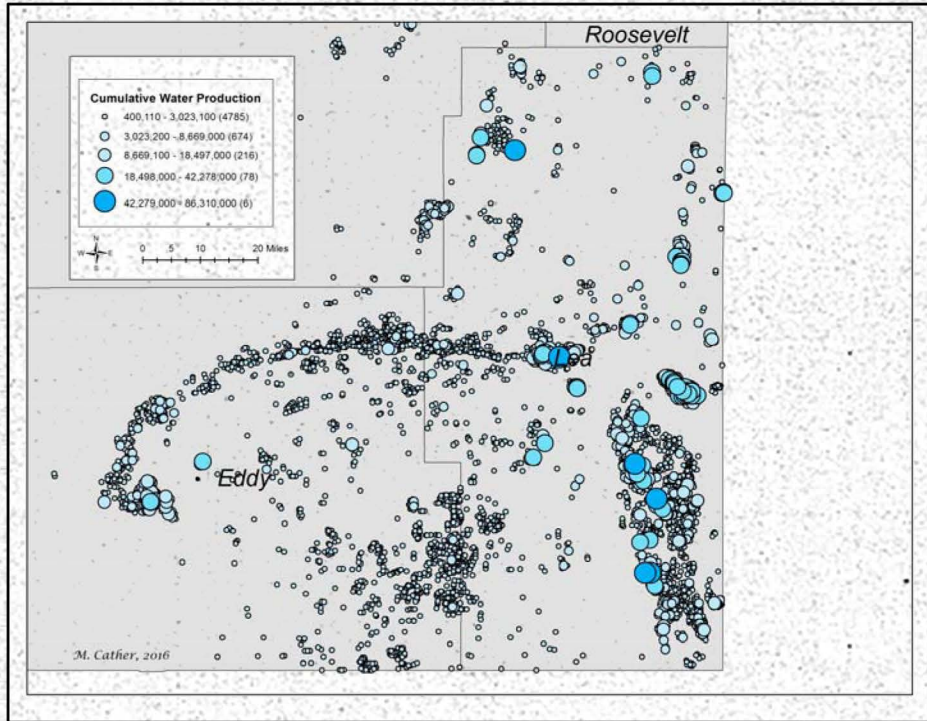 Roosevelt
Cumulative Water Production
400,110 - 3,023,100 (4785)
3,023,200 - 8,669,000 (674)
8,669,100 - 18,497,000 (216)
18,498,000 - 42,278,000 (78)
42,279,000 - 86,310,000 (6)
N
W E
S
0 5 10 20 Miles
Lea
Eddy
M. Cather, 2016